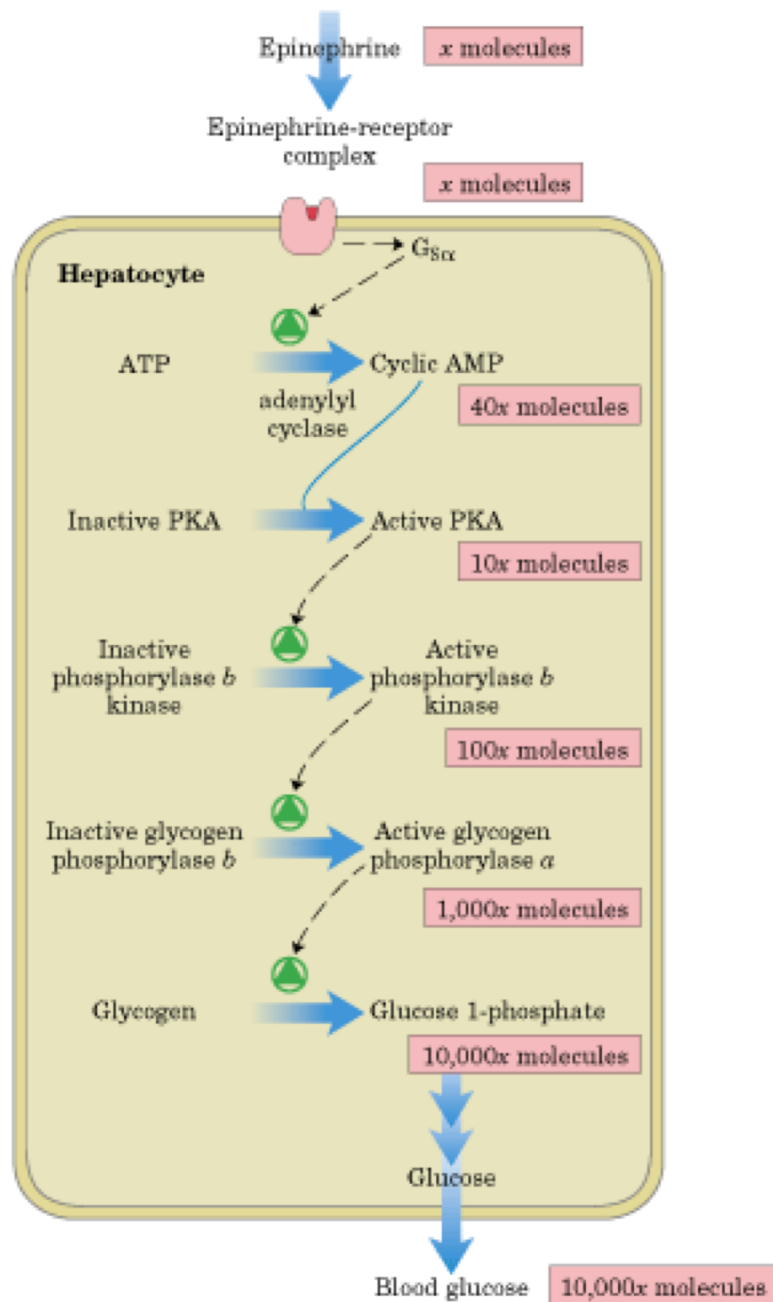 Epinephrine
x molecules
Epinephrine-receptor
complex
x molecules
GSα
Hepatocyte
ATP
Cyclic AMP
adenylyl
cyclase
40x molecules
Inactive PKA
Active PKA
10x molecules
Inactive
phosphorylase b
kinase
Active
phosphorylase b
kinase
100x molecules
Inactive glycogen
phosphorylase b
Active glycogen
phosphorylase a
1,000x molecules
Glycogen
Glucose 1-phosphate
10,000x molecules
Glucose
Blood glucose
10,000x molecules